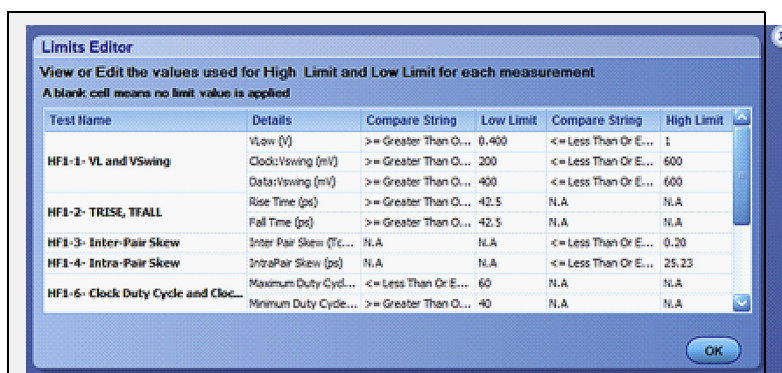 Limits Editor
View or Edit the values used for High Limit and Low Limit for each measurement
A blank cell means no limit value is applied
Test Name Details Compare String Low Limit Compare String High Limit
HF1-1- VL and VSwing
VLow (V) >= Greater Than O... 0.400 <= Less Than Or E... 1
Clock:Vswing (mV) >= Greater Than O... 200 <= Less Than Or E... 600
Data:Vswing (mV) >= Greater Than O... 400 <= Less Than Or E... 600
HF1-2- TRISE, TFALL
Rise Time (ps) >= Greater Than O... 42.5 N.A N.A
Fall Time (ps) >= Greater Than O... 42.5 N.A N.A
HF1-3- Inter-Pair Skew Inter Pair Skew (Tc... N.A N.A <= Less Than Or E... 0.20
HF1-4- Intra-Pair Skew IntraPair Skew (ps) N.A N.A <= Less Than Or E... 25.23
HF1-6- Clock Duty Cycle and Cloc...
Maximum Duty Cycl... <= Less Than Or E... 60 N.A N.A
Minimum Duty Cycle... >= Greater Than O... 40 N.A N.A
OK